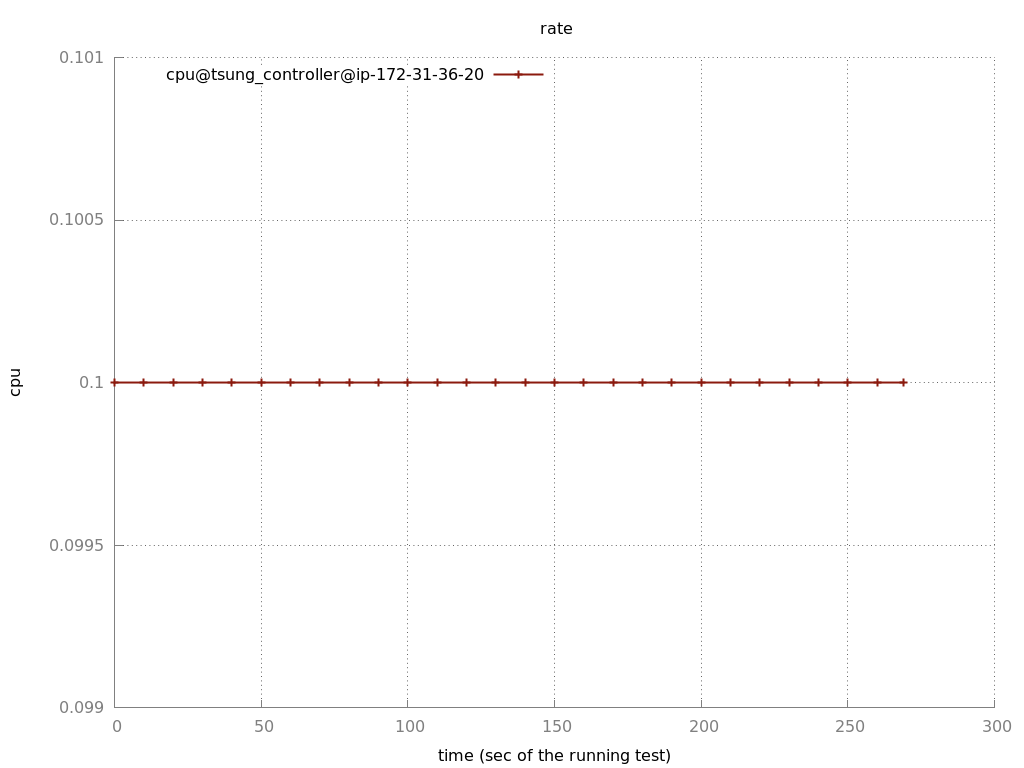 rate
0.101
cpu@tsung_controller@ip-172-31-36-20
0.1005
cpu
0.1
0.0995
0.099
0 50 100 150 200 250 300
time (sec of the running test)